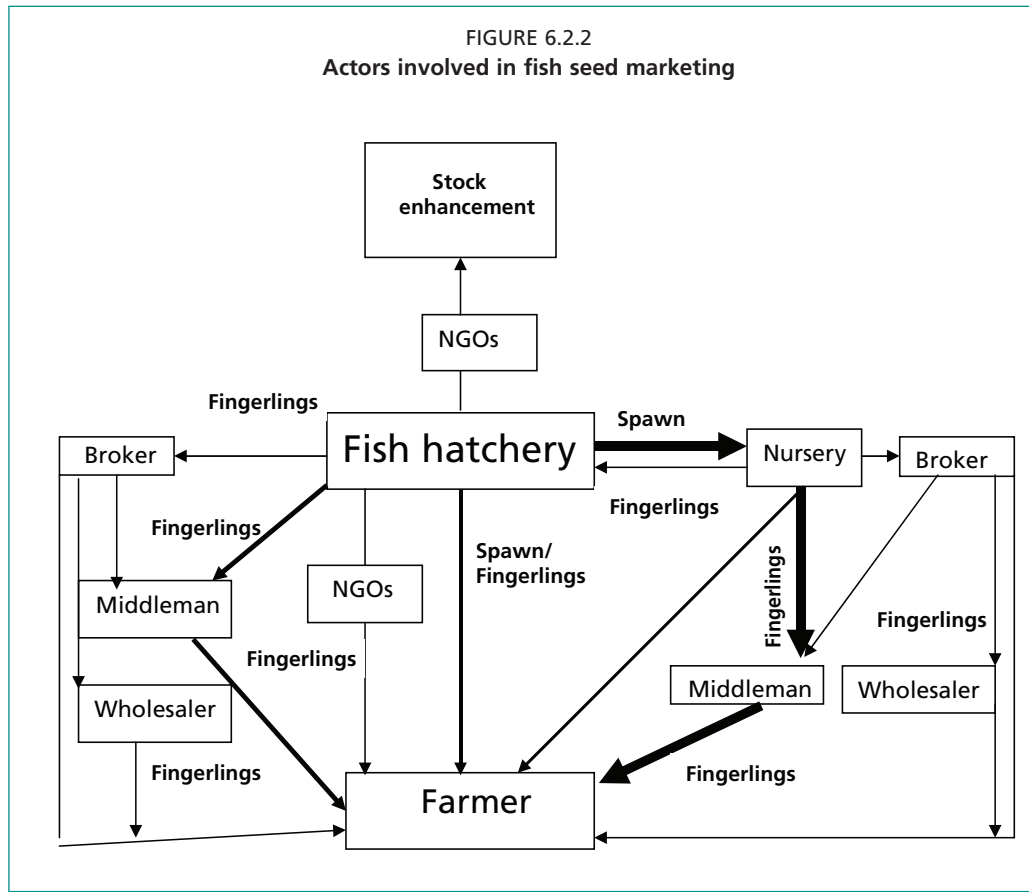 FIGURE 6.2.2
Actors involved in fish seed marketing
Stock
enhancement
NGOs
Fingerlings
Fish hatchery
Spawn
Broker
Nursery
Broker
Fingerlings
Fingerlings
Spawn/
Fingerlings
NGOs
Fingerlings
Middleman
Fingerlings
Fingerlings
Middleman
Wholesaler
Wholesaler
Fingerlings
Fingerlings
Farmer